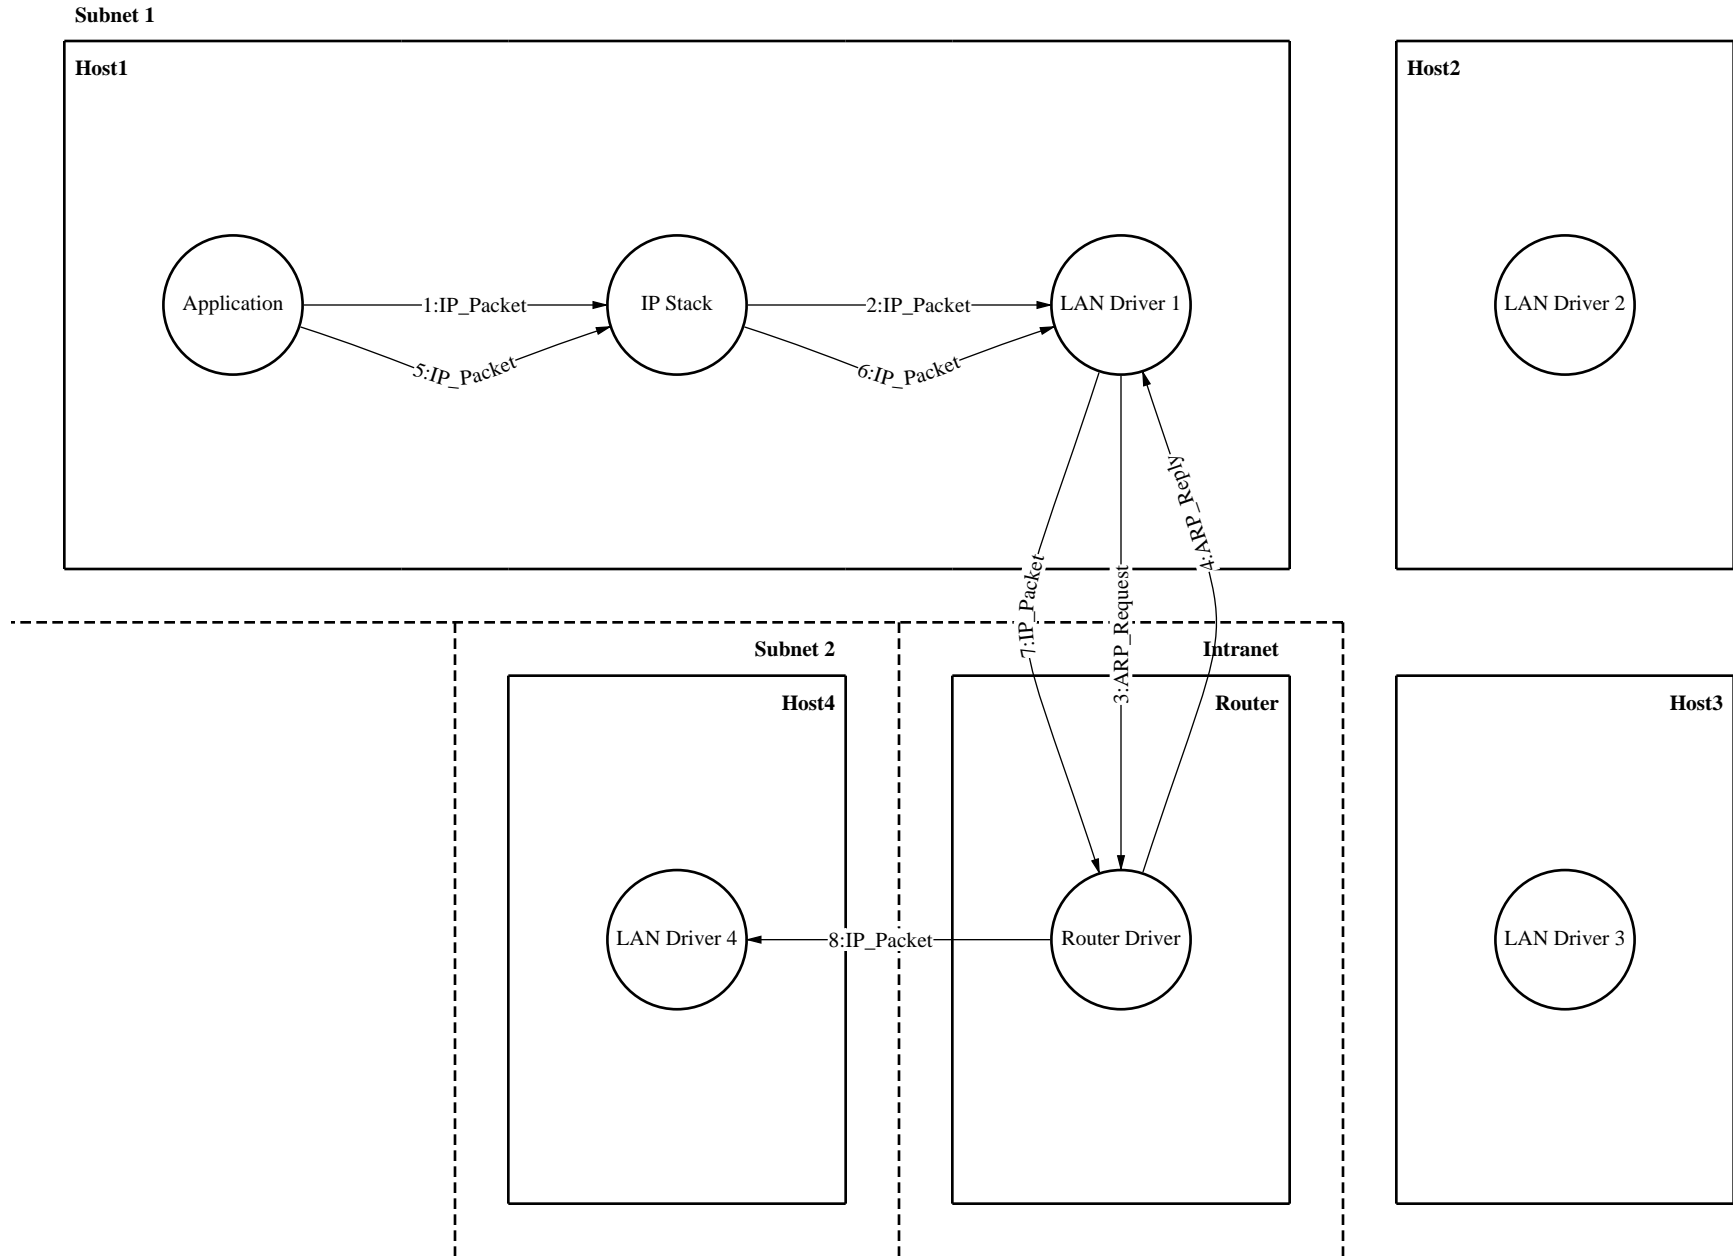 Subnet 1
Host1
Host2
Application
1:IP_Packet
IP Stack
2:IP_Packet
LAN Driver 1
LAN Driver 2
5:IP_Packet
6:IP_Packet
4:ARP_Reply
7:IP_Packet
3:ARP_Request
Subnet 2
Intranet
Host4
Router
Host3
LAN Driver 4
8:IP_Packet
Router Driver
LAN Driver 3